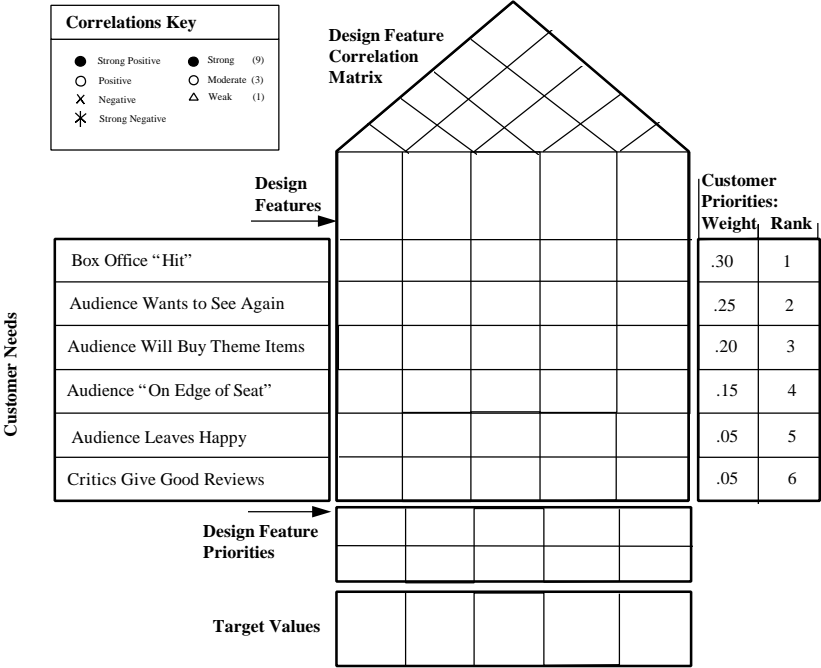 Correlations Key
Strong Positive
Strong (9)
Positive
Moderate (3)
Negative
Weak (1)
Strong Negative
Design Feature
Correlation
Matrix
Design
Features
Customer
Priorities:
Weight Rank
Customer Needs
Box Office “Hit” .30 1
Audience Wants to See Again .25 2
Audience Will Buy Theme Items .20 3
Audience “On Edge of Seat” .15 4
Audience Leaves Happy .05 5
Critics Give Good Reviews .05 6
Design Feature
Priorities
Target Values